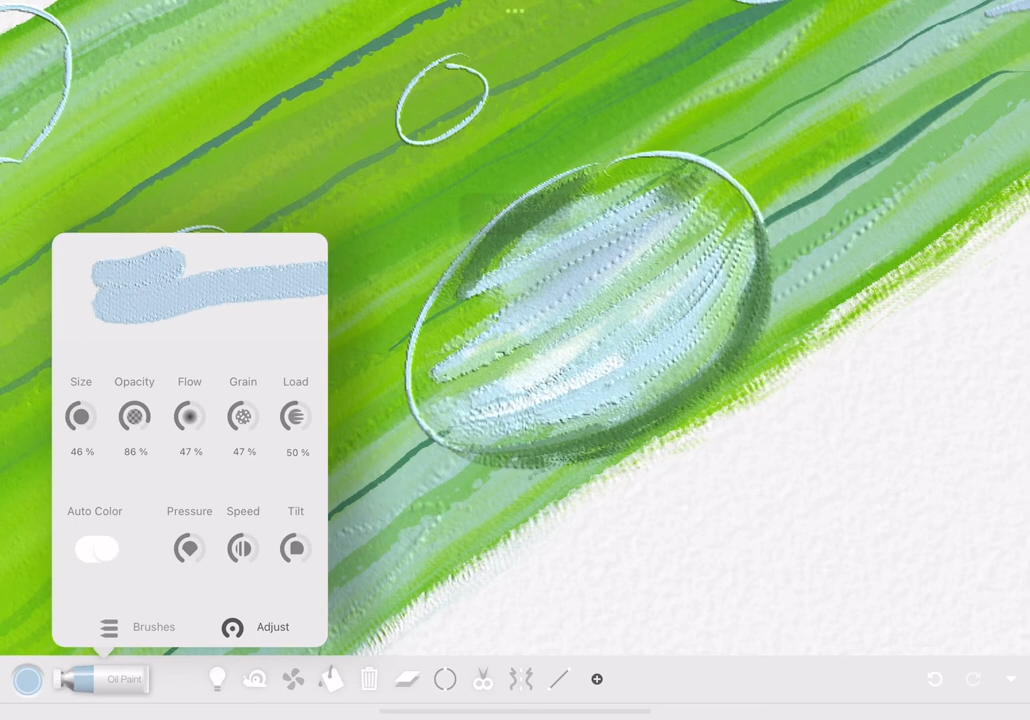 Size Opacity Flow Grain Load
46 % 86 % 47 % 47 % 50 %
Auto Color Pressure Speed Tilt
Brushes Adjust
Oil Paint